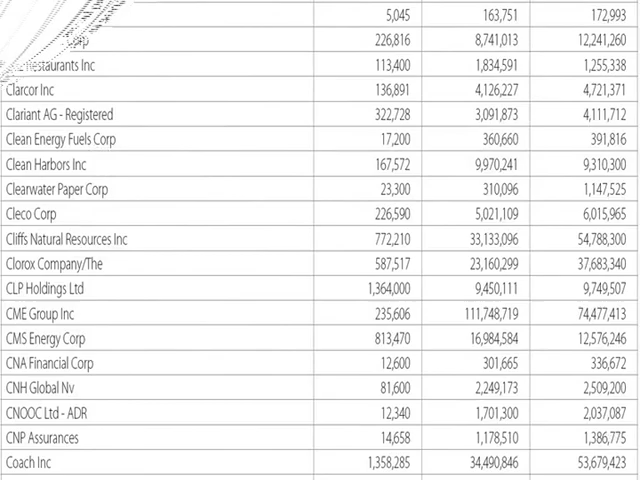 5,045 163,751 172,993
226,816 8,741,013 12,241,260
Restaurants Inc 113,400 1,834,591 1,255,338
Clarcor Inc 136,891 4,126,227 4,721,371
Clariant AG - Registered 322,728 3,091,873 4,111,712
Clean Energy Fuels Corp 17,200 360,660 391,816
Clean Harbors Inc 167,572 9,970,241 9,310,300
Clearwater Paper Corp 23,300 310,096 1,147,525
Cleco Corp 226,590 5,021,109 6,015,965
Cliffs Natural Resources Inc 772,210 33,133,096 54,788,300
Clorox Company/The 587,517 23,160,299 37,683,340
CLP Holdings Ltd 1,364,000 9,450,111 9,749,507
CME Group Inc 235,606 111,748,719 74,477,413
CMS Energy Corp 813,470 16,984,584 12,576,246
CNA Financial Corp 12,600 301,665 336,672
CNH Global Nv 81,600 2,249,173 2,509,200
CNOOC Ltd - ADR 12,340 1,701,300 2,037,087
CNP Assurances 14,658 1,178,510 1,386,775
Coach Inc 1,358,285 34,490,846 53,679,423